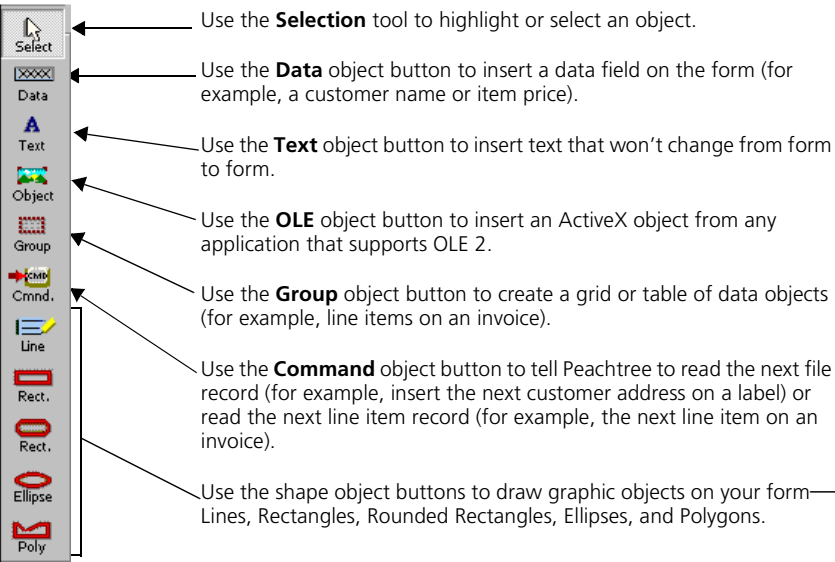 Select
Use the Selection tool to highlight or select an object.
XXXX
Data
Use the Data object button to insert a data field on the form (for
example, a customer name or item price).
A
Text
Use the Text object button to insert text that won’t change from form
to form.
Object
Use the OLE object button to insert an ActiveX object from any
application that supports OLE 2.
Group
Use the Group object button to create a grid or table of data objects
(for example, line items on an invoice).
CMD
Cmnd.
Use the Command object button to tell Peachtree to read the next file
record (for example, insert the next customer address on a label) or
read the next line item record (for example, the next line item on an
invoice).
Line
Rect.
Rect.
Ellipse
Poly
Use the shape object buttons to draw graphic objects on your form—
Lines, Rectangles, Rounded Rectangles, Ellipses, and Polygons.